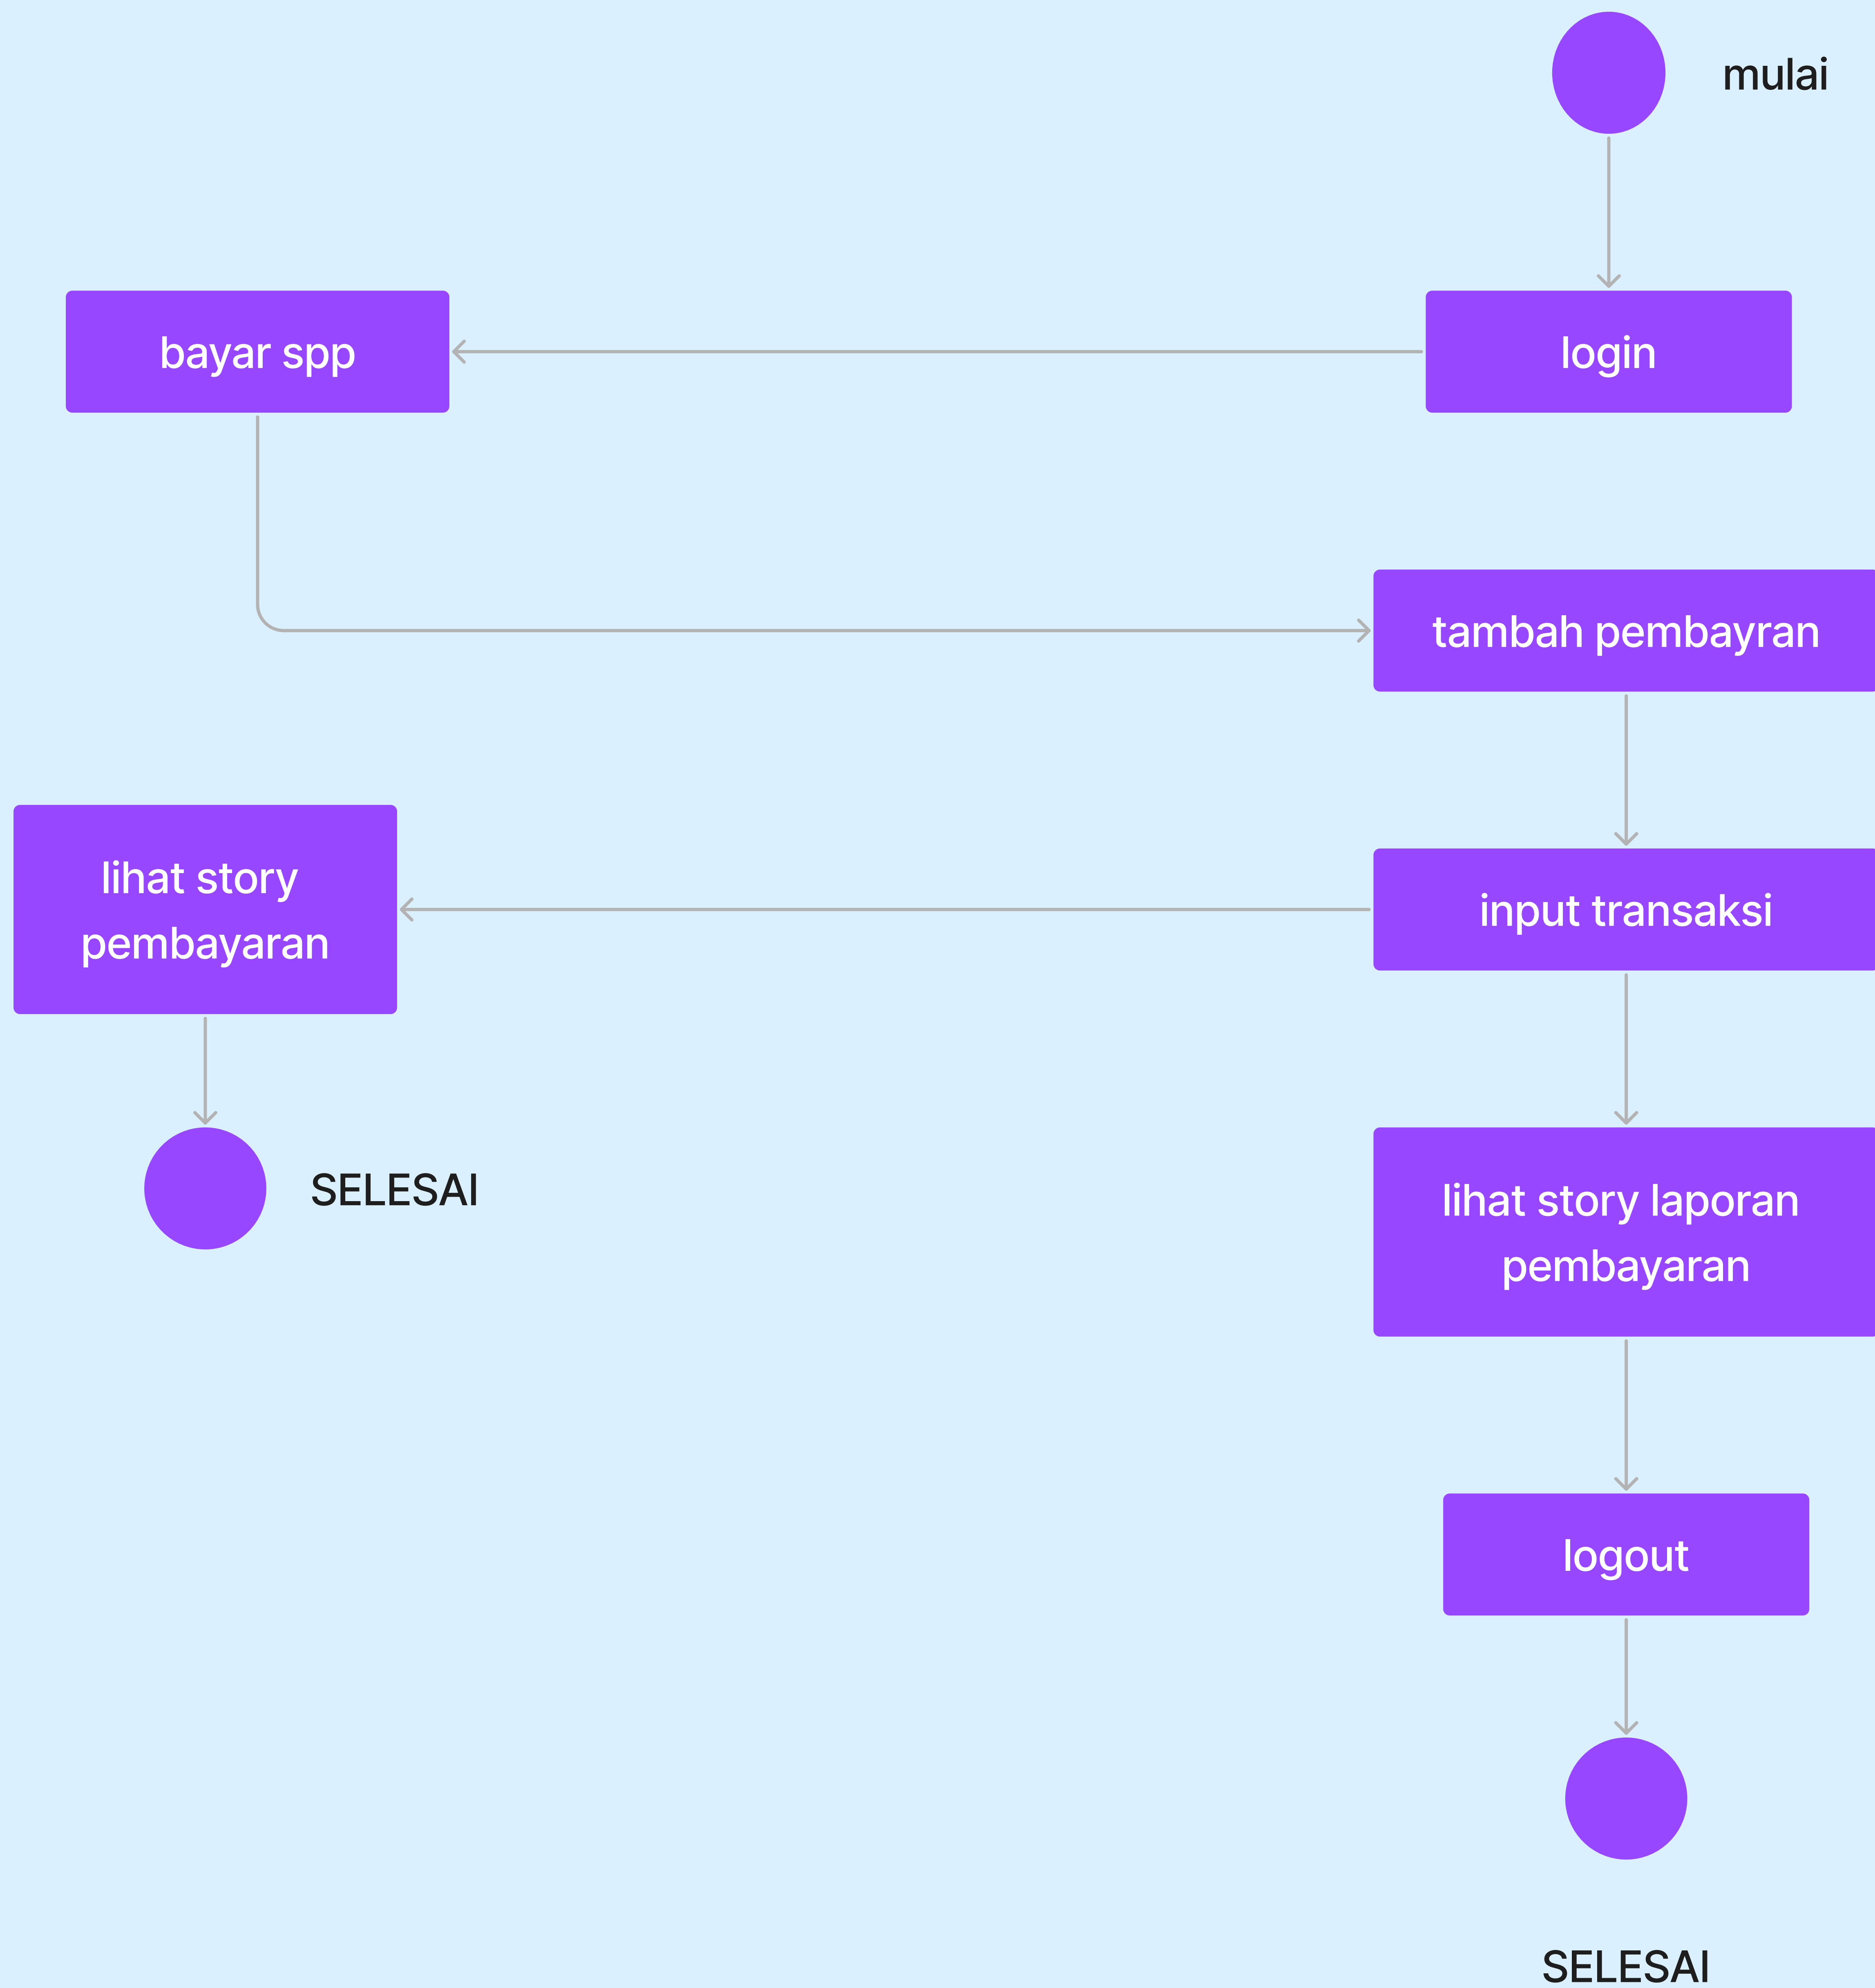 mulai
login
bayar spp
tambah pembayran
input transaksi
lihat story
pembayaran
lihat story laporan
pembayaran
SELESAI
logout
SELESAI